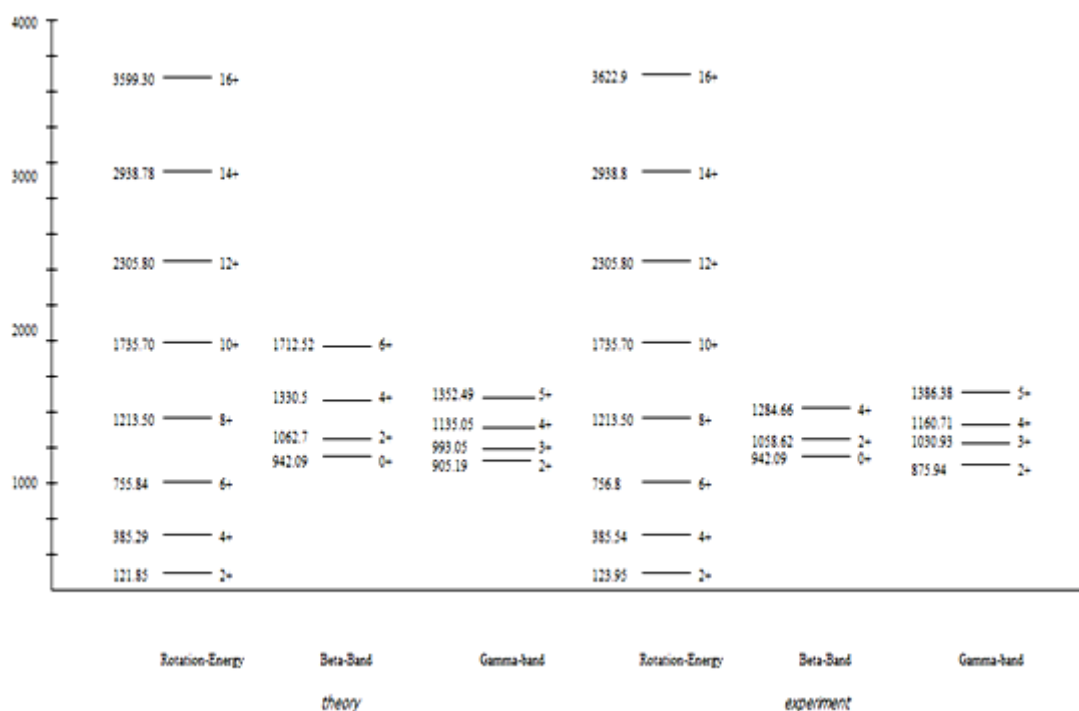 4000
3599.30 16+ 3622.9 16+
3000
2938.78 14+ 2938.8 14+
2305.80 12+ 2305.80 12+
2000
1735.70 10+ 1712.52 6+ 1735.70 10+
1330.5 4+ 1352.49 5+ 1386.38 5+
1213.50 8+ 1135.05 4+ 1213.50 8+ 1284.66 4+ 1160.71 4+
1062.7 2+ 993.05 3+ 1058.62 2+ 1030.93 3+
942.09 0+ 905.19 2+ 942.09 0+ 875.94 2+
1000
755.84 6+ 756.8 6+
385.29 4+ 385.54 4+
121.85 2+ 123.95 2+
Rotation-Energy Beta-Band Gamma-band Rotation-Energy Beta-Band Gamma-band
theory experiment